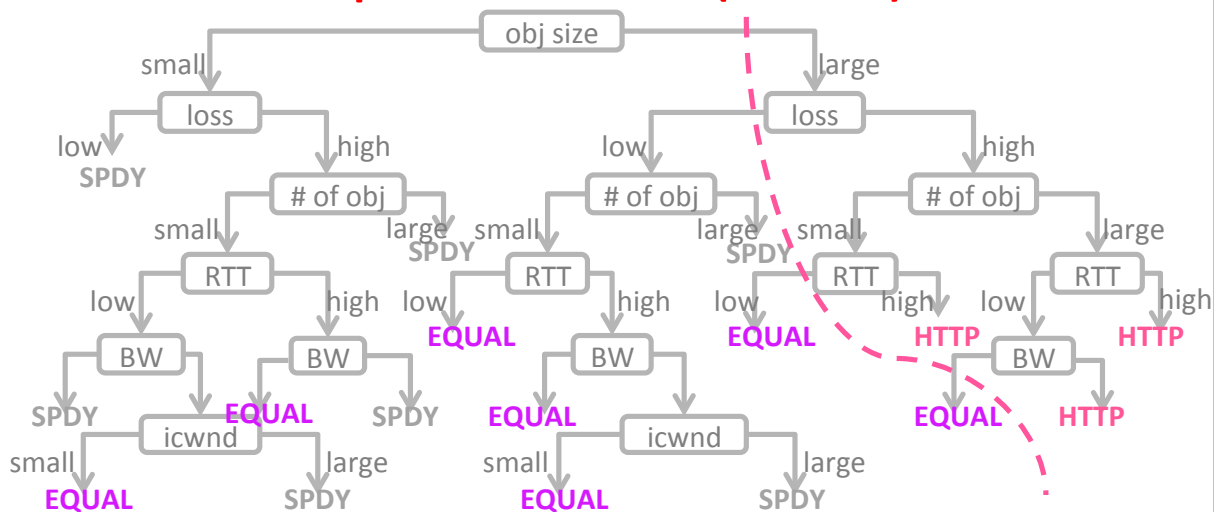 obj size
small large
loss loss
low high low high
SPDY # of obj # of obj # of obj
small large small large small large
SPDY SPDY
RTT RTT RTT RTT
low high low high low high low high
EQUAL EQUAL HTTP HTTP
BW BW BW BW
SPDY EQUAL SPDY EQUAL EQUAL HTTP
icwnd icwnd
small large small large
EQUAL SPDY EQUAL SPDY